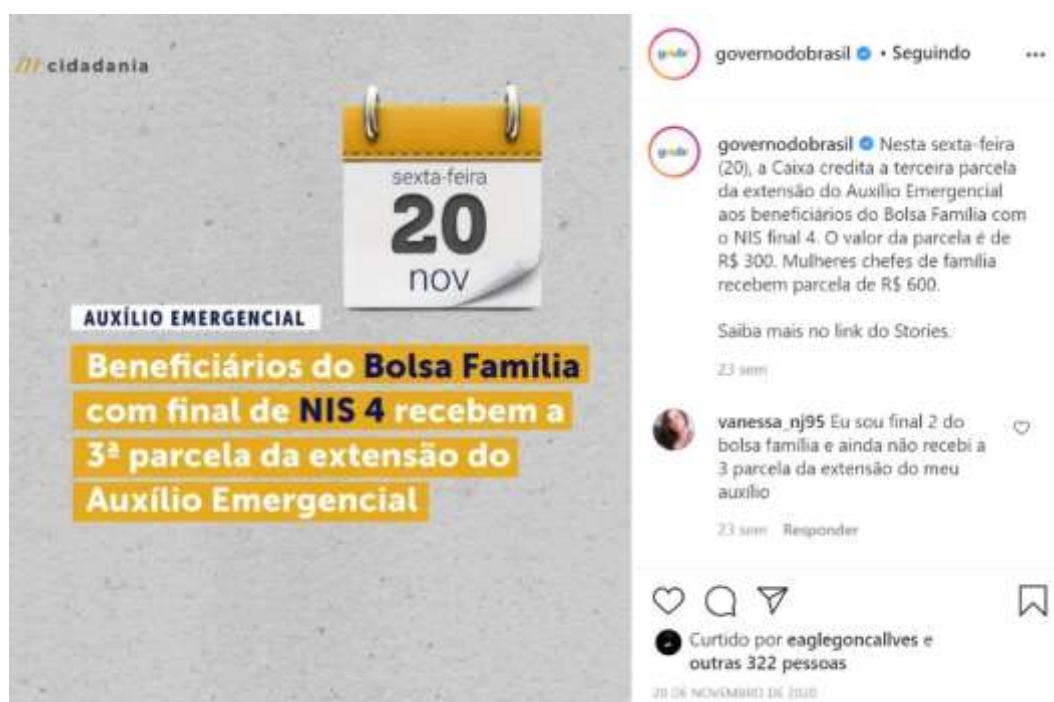 cidadania
sexta-feira
20
nov
AUXÍLIO EMERGENCIAL
Beneficiários do Bolsa Família
com final de NIS 4 recebem a
3ª parcela da extensão do
Auxílio Emergencial
governodobrasil • Seguindo
governodobrasil Nesta sexta-feira
(20), a Caixa credita a terceira parcela
da extensão do Auxílio Emergencial
aos beneficiários do Bolsa Família com
o NIS final 4. O valor da parcela é de
R$ 300. Mulheres chefes de família
recebem parcela de R$ 600.
Saiba mais no link do Stories.
23 sem
vanessa_nj95 Eu sou final 2 do
bolsa família e ainda não recebi a
3 parcela da extensão do meu
auxílio
23 sem Responder
Curtido por eaglegoncallves e
outras 322 pessoas
20 DE NOVEMBRO DE 2020